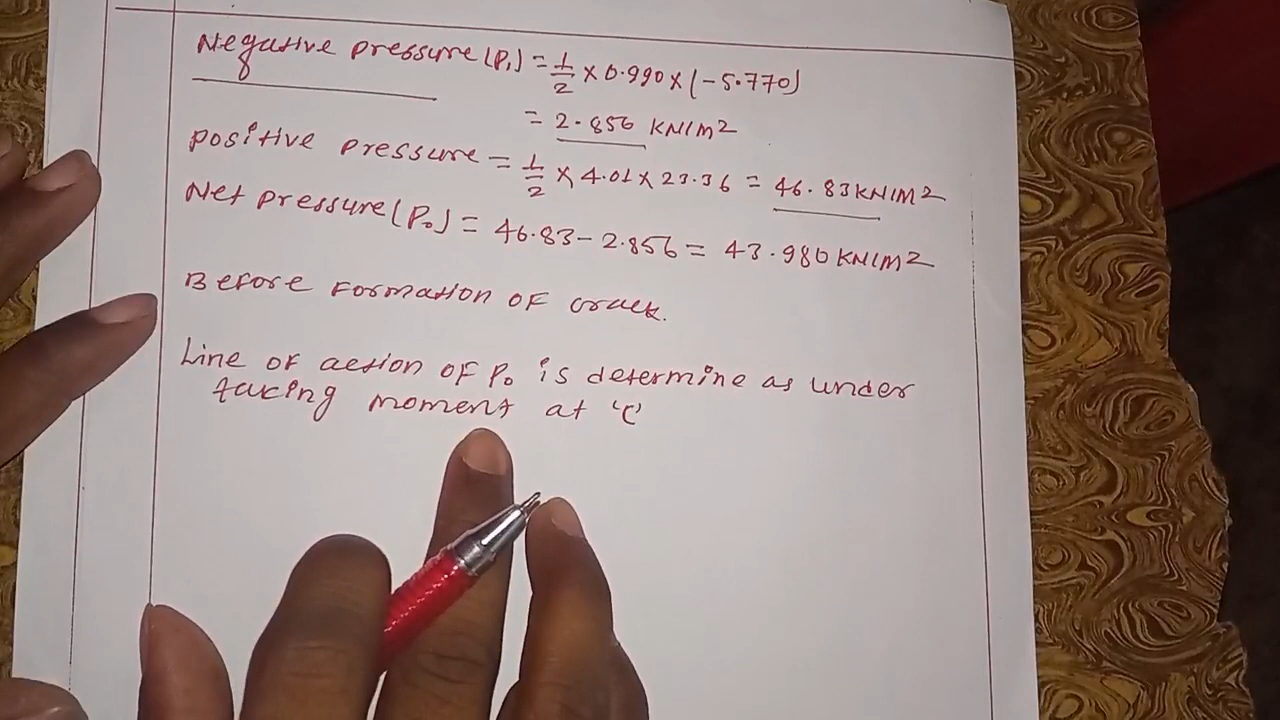 Negative pressure (P₁) = 1/2 × 0.990 × (-5.770)
= 2.856 KN/m2
positive pressure = 1/2 × 4.01 × 23.36 = 46.83 KN/m2
Net pressure (P₀) = 46.83 - 2.856 = 43.980 KN/m2
Before formation of crack.
Line of action of P₀ is determine as under
taking moment at 'C'